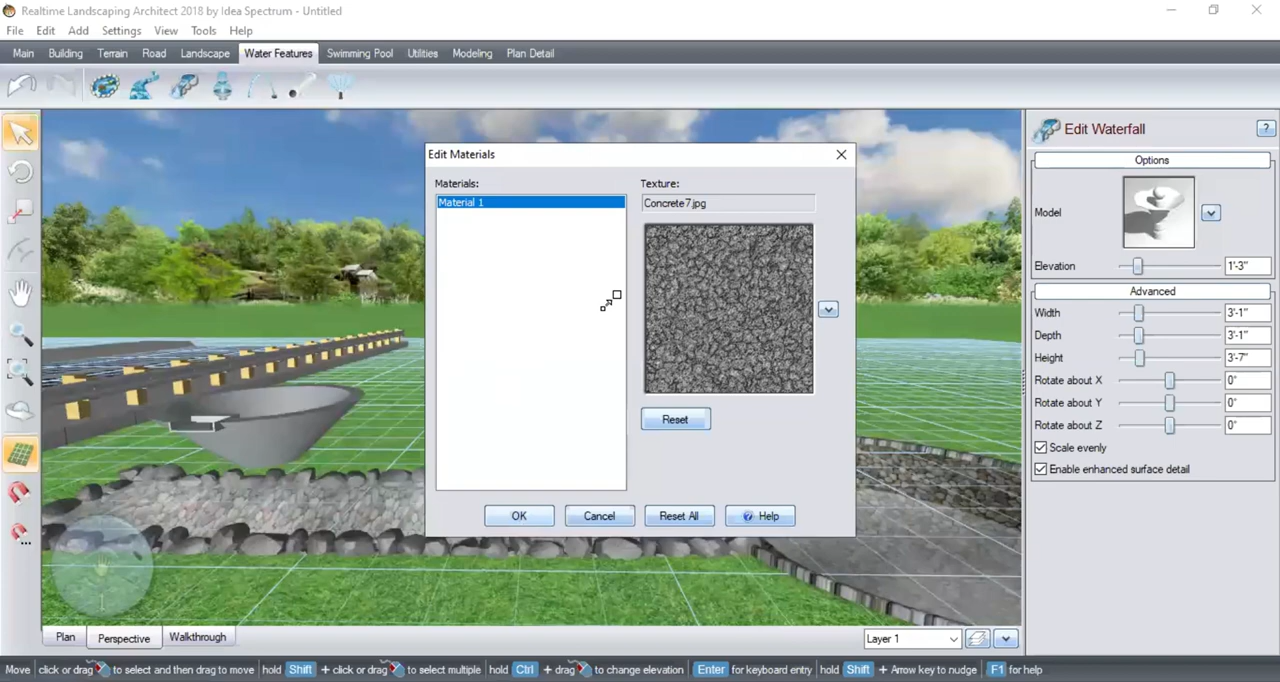 Realtime Landscaping Architect 2018 by Idea Spectrum - Untitled
File Edit Add Settings View Tools Help
Main Building Terrain Road Landscape Water Features Swimming Pool Utilities Modeling Plan Detail
Edit Materials
Materials:
Material 1
Texture:
Concrete7.jpg
Reset
OK Cancel Reset All ? Help
Edit Waterfall ?
Options
Model
Elevation 1'-3"
Advanced
Width 3'-1"
Depth 3'-1"
Height 3'-7"
Rotate about X 0°
Rotate about Y 0°
Rotate about Z 0°
Scale evenly
Enable enhanced surface detail
Plan Perspective Walkthrough
Layer 1
Move click or drag to select and then drag to move hold Shift + click or drag to select multiple hold Ctrl + drag to change elevation Enter for keyboard entry hold Shift + Arrow key to nudge F1 for help